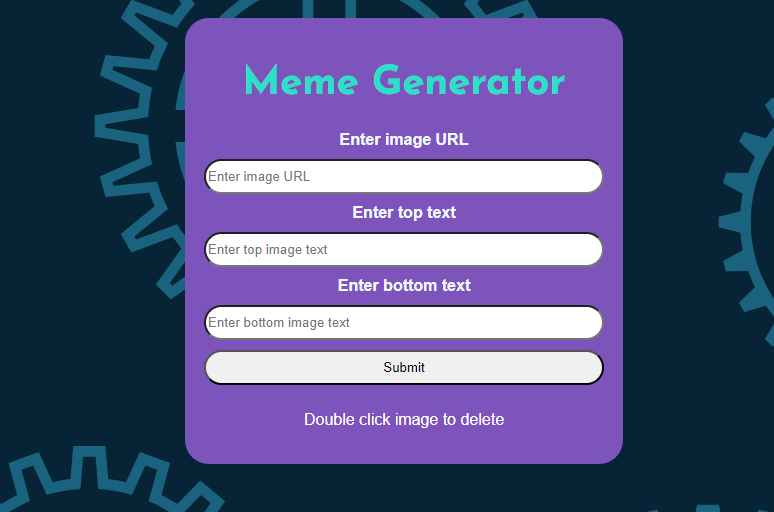 Meme Generator
Enter image URL
Enter image URL
Enter top text
Enter top image text
Enter bottom text
Enter bottom image text
Submit
Double click image to delete